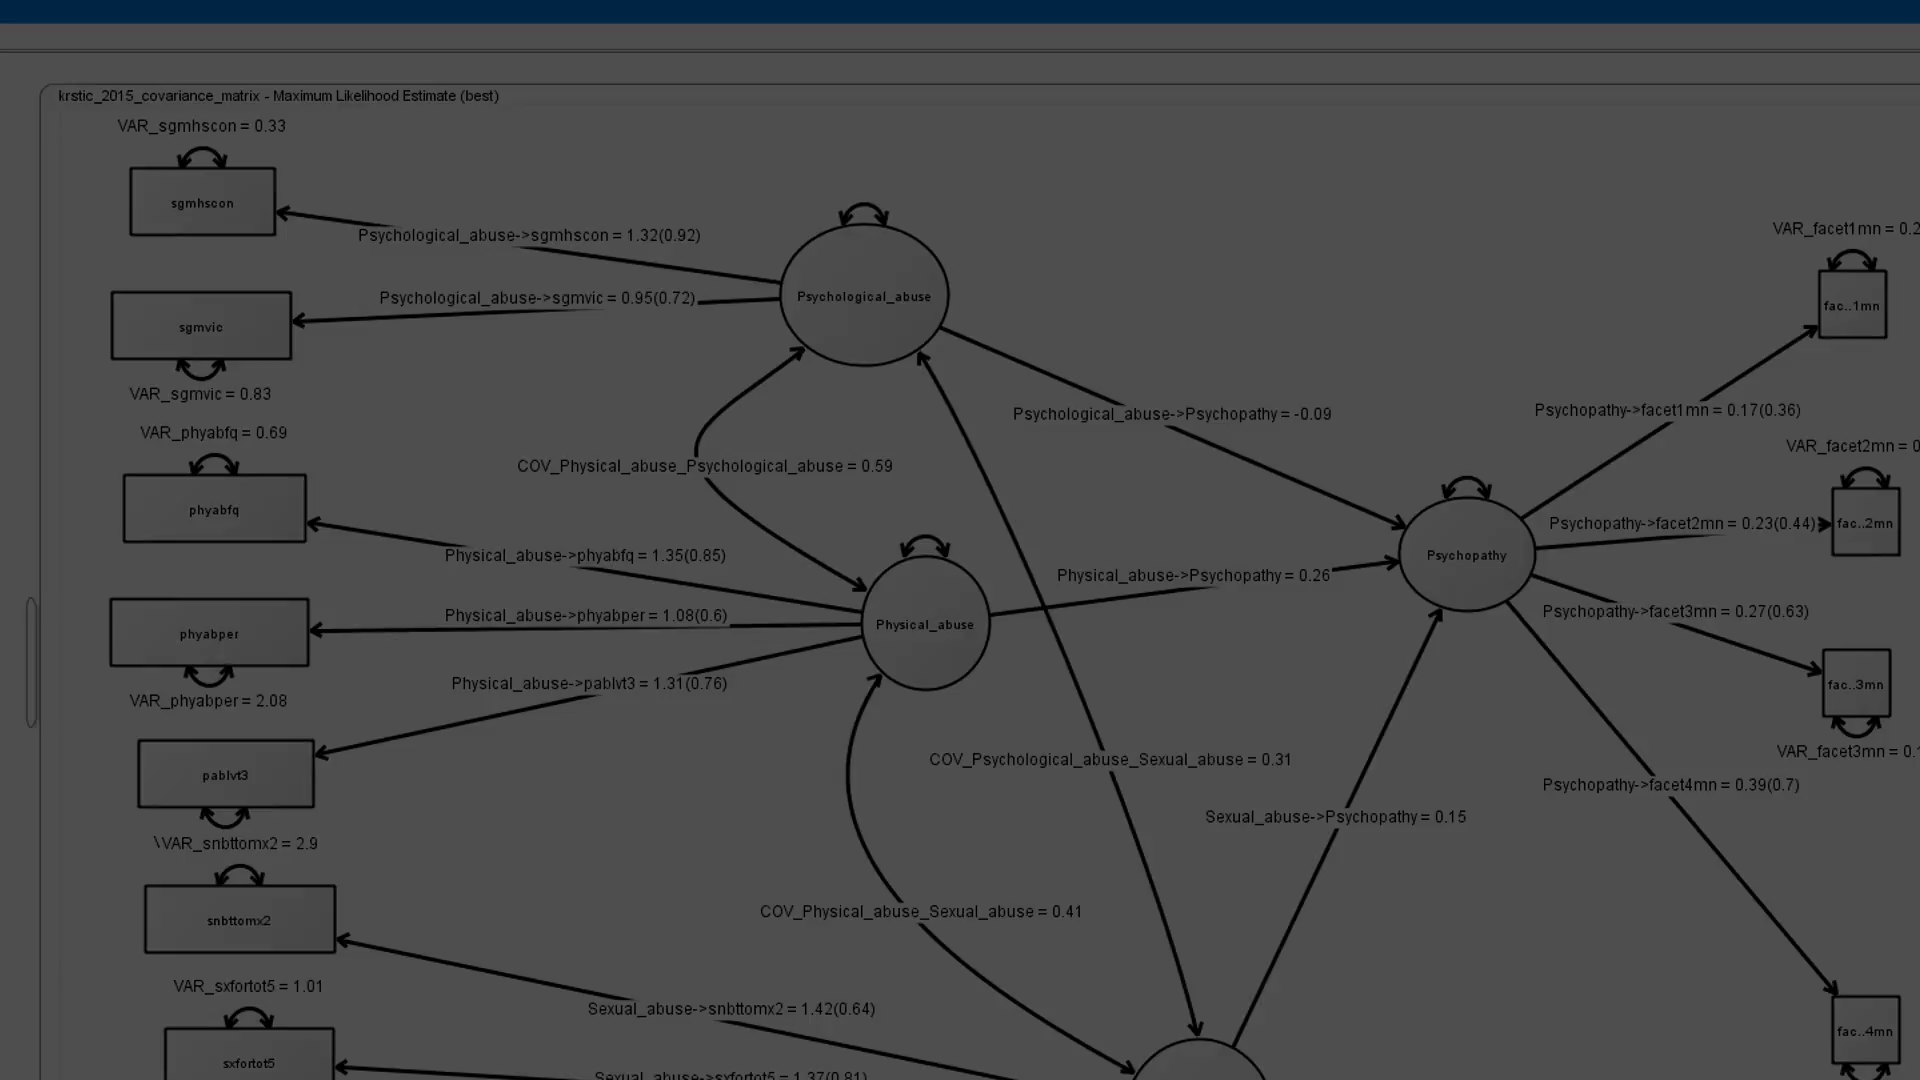 krstic_2015_covariance_matrix - Maximum Likelihood Estimate (best)
VAR_sgmhscon = 0.33
sgmhscon
Psychological_abuse->sgmhscon = 1.32(0.92)
Psychological_abuse->sgmvic = 0.95(0.72)
sgmvic
VAR_sgmvic = 0.83
Psychological_abuse
VAR_facet1mn = 0.2
fac..1mn
Psychological_abuse->Psychopathy = -0.09
Psychopathy->facet1mn = 0.17(0.36)
VAR_phyabfq = 0.69
VAR_facet2mn = 0
COV_Physical_abuse_Psychological_abuse = 0.59
phyabfq
Psychopathy->facet2mn = 0.23(0.44)
fac..2mn
Physical_abuse->phyabfq = 1.35(0.85)
Psychopathy
Physical_abuse->Psychopathy = 0.26
Physical_abuse->phyabper = 1.08(0.6)
Physical_abuse
Psychopathy->facet3mn = 0.27(0.63)
phyabper
Physical_abuse->pablvt3 = 1.31(0.76)
fac..3mn
VAR_phyabper = 2.08
VAR_facet3mn = 0.1
COV_Psychological_abuse_Sexual_abuse = 0.31
pablvt3
Psychopathy->facet4mn = 0.39(0.7)
Sexual_abuse->Psychopathy = 0.15
VAR_snbttomx2 = 2.9
COV_Physical_abuse_Sexual_abuse = 0.41
snbttomx2
VAR_sxfortot5 = 1.01
Sexual_abuse->snbttomx2 = 1.42(0.64)
fac..4mn
sxfortot5
Sexual_abuse->sxfortot5 = 1.37(0.81)